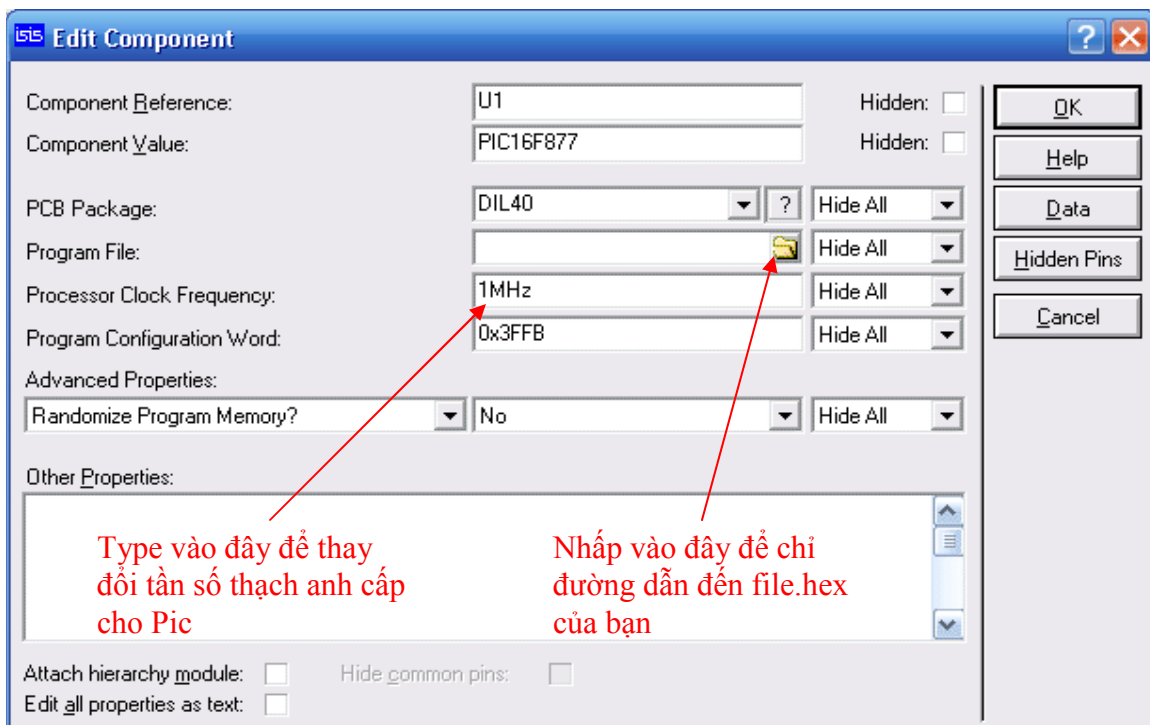 isis Edit Component
Component Reference: U1 Hidden:
Component Value: PIC16F877 Hidden:
PCB Package: DIL40 ? Hide All
Program File: Hide All
Processor Clock Frequency: 1MHz Hide All
Program Configuration Word: 0x3FFB Hide All
Advanced Properties:
Randomize Program Memory? No Hide All
Other Properties:
Type vào đây để thay
đổi tần số thạch anh cấp
cho Pic
Nhấp vào đây để chỉ
đường dẫn đến file.hex
của bạn
Attach hierarchy module: Hide common pins:
Edit all properties as text:
OK
Help
Data
Hidden Pins
Cancel